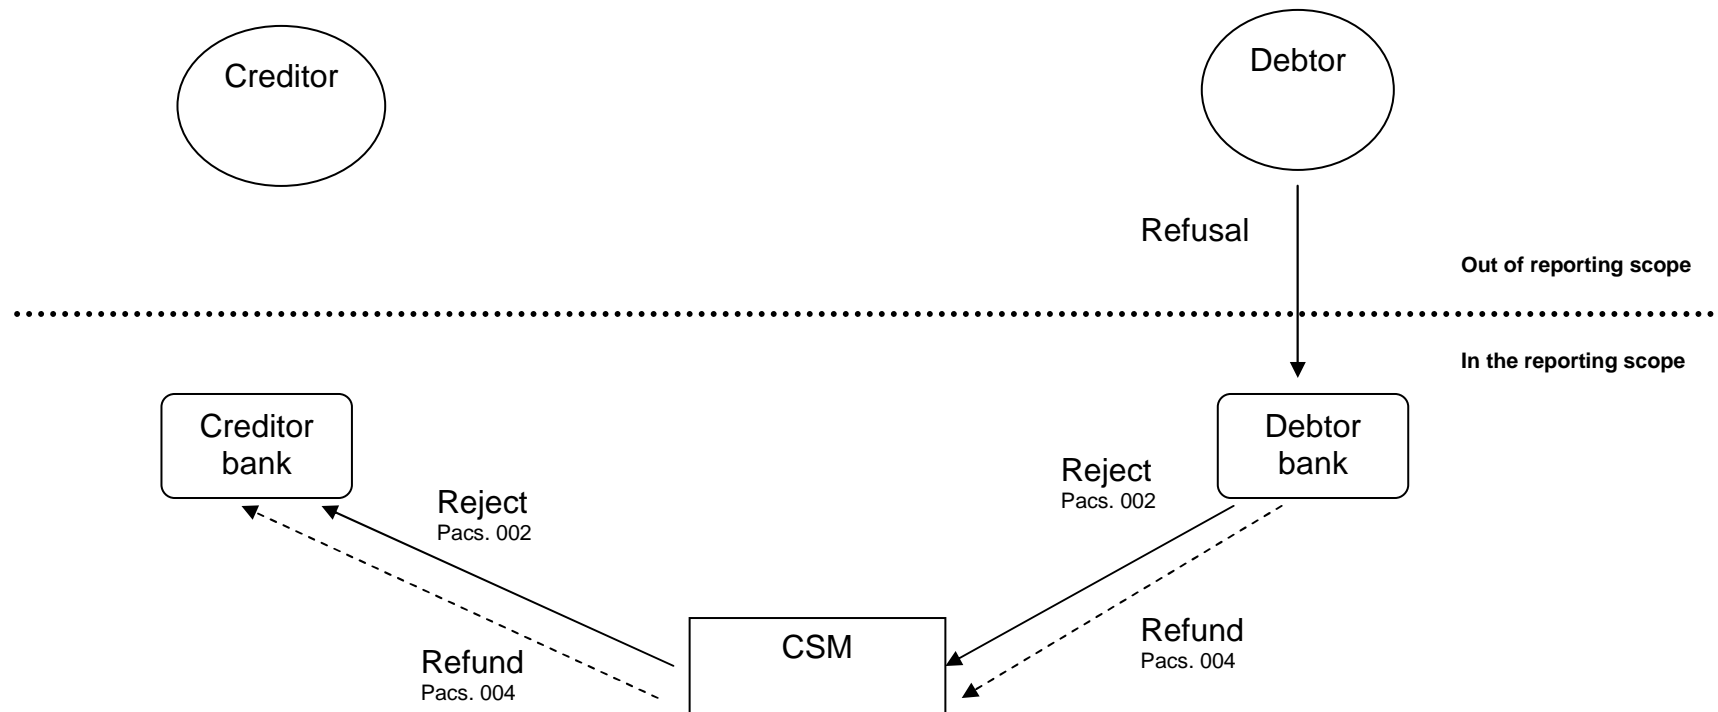 Creditor
Debtor
Refusal
Out of reporting scope
In the reporting scope
Creditor
bank
Debtor
bank
Reject
Pacs. 002
Reject
Pacs. 002
CSM
Refund
Pacs. 004
Refund
Pacs. 004